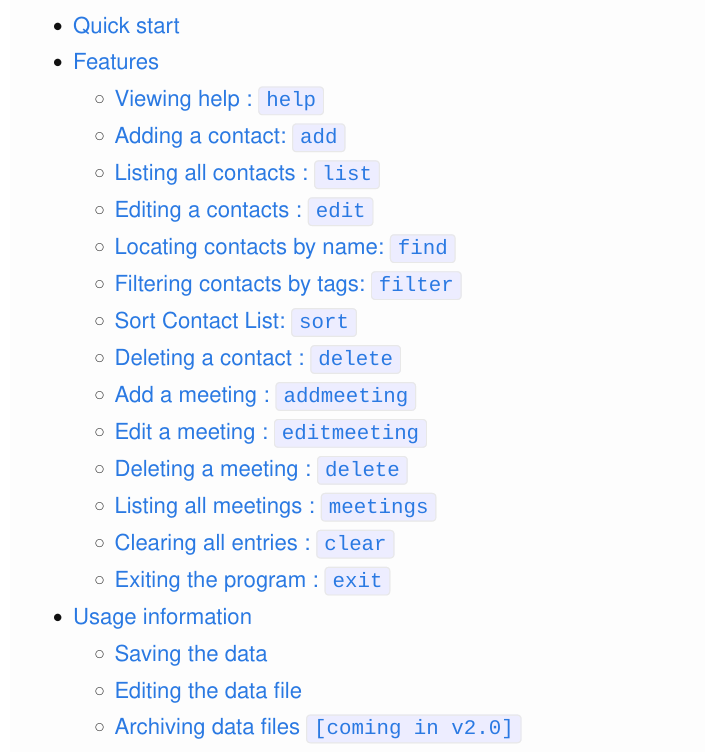 Quick start
Features
Viewing help : help
Adding a contact: add
Listing all contacts : list
Editing a contacts : edit
Locating contacts by name: find
Filtering contacts by tags: filter
Sort Contact List: sort
Deleting a contact : delete
Add a meeting : addmeeting
Edit a meeting : editmeeting
Deleting a meeting : delete
Listing all meetings : meetings
Clearing all entries : clear
Exiting the program : exit
Usage information
Saving the data
Editing the data file
Archiving data files [coming in v2.0]